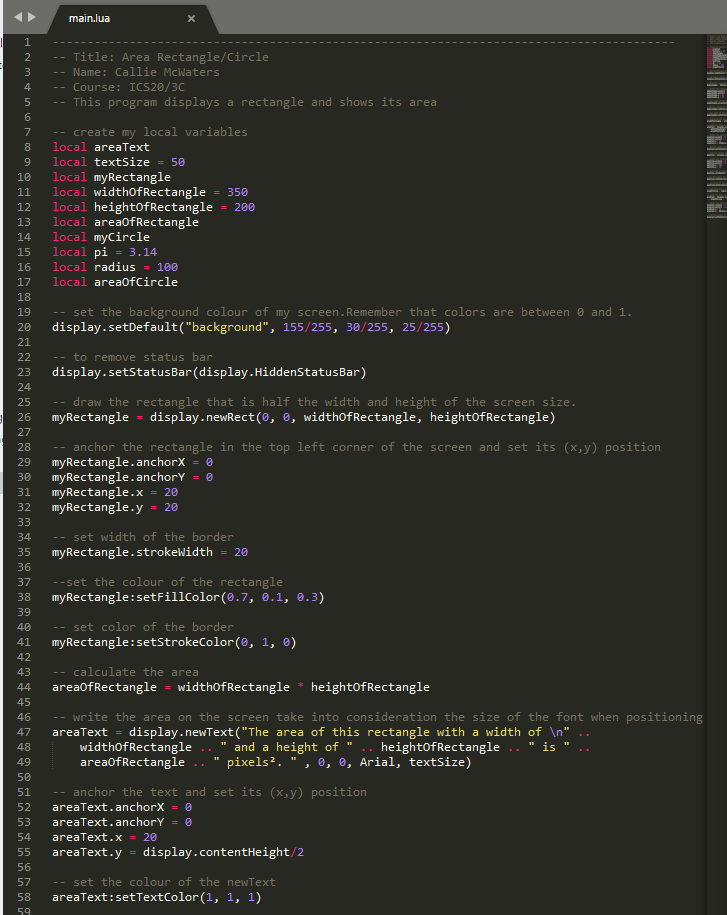 main.lua
1 --------------------------------------------------------------------------------
2 -- Title: Area Rectangle/Circle
3 -- Name: Callie McWaters
4 -- Course: ICS20/3C
5 -- This program displays a rectangle and shows its area
6
7 -- create my local variables
8 local areaText
9 local textSize = 50
10 local myRectangle
11 local widthOfRectangle = 350
12 local heightOfRectangle = 200
13 local areaOfRectangle
14 local myCircle
15 local pi = 3.14
16 local radius = 100
17 local areaOfCircle
18
19 -- set the background colour of my screen.Remember that colors are between 0 and 1.
20 display.setDefault("background", 155/255, 30/255, 25/255)
21
22 -- to remove status bar
23 display.setStatusBar(display.HiddenStatusBar)
24
25 -- draw the rectangle that is half the width and height of the screen size.
26 myRectangle = display.newRect(0, 0, widthOfRectangle, heightOfRectangle)
27
28 -- anchor the rectangle in the top left corner of the screen and set its (x,y) position
29 myRectangle.anchorX = 0
30 myRectangle.anchorY = 0
31 myRectangle.x = 20
32 myRectangle.y = 20
33
34 -- set width of the border
35 myRectangle.strokeWidth = 20
36
37 --set the colour of the rectangle
38 myRectangle:setFillColor(0.7, 0.1, 0.3)
39
40 -- set color of the border
41 myRectangle:setStrokeColor(0, 1, 0)
42
43 -- calculate the area
44 areaOfRectangle = widthOfRectangle * heightOfRectangle
45
46 -- write the area on the screen take into consideration the size of the font when positioning
47 areaText = display.newText("The area of this rectangle with a width of \n" ..
48 widthOfRectangle .. " and a height of " .. heightOfRectangle .. " is " ..
49 areaOfRectangle .. " pixels². " , 0, 0, Arial, textSize)
50
51 -- anchor the text and set its (x,y) position
52 areaText.anchorX = 0
53 areaText.anchorY = 0
54 areaText.x = 20
55 areaText.y = display.contentHeight/2
56
57 -- set the colour of the newText
58 areaText:setTextColor(1, 1, 1)
59